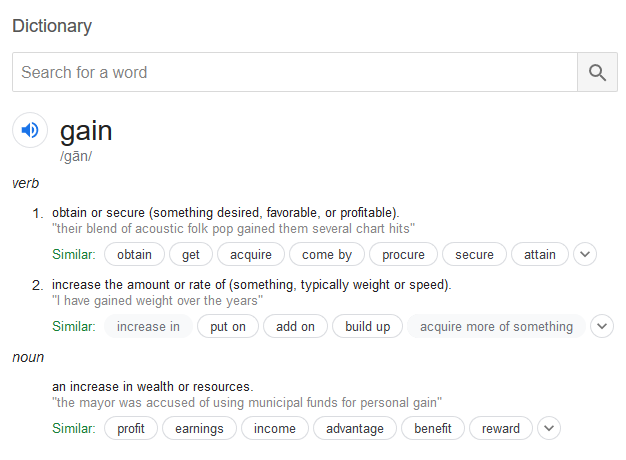 Dictionary
Search for a word
gain
/gān/
verb
1. obtain or secure (something desired, favorable, or profitable).
"their blend of acoustic folk pop gained them several chart hits"
Similar: obtain get acquire come by procure secure attain
2. increase the amount or rate of (something, typically weight or speed).
"I have gained weight over the years"
Similar: increase in put on add on build up acquire more of something
noun
an increase in wealth or resources.
"the mayor was accused of using municipal funds for personal gain"
Similar: profit earnings income advantage benefit reward